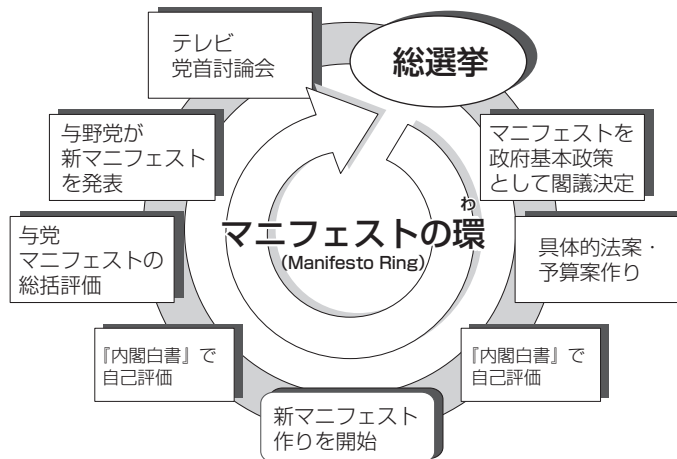 総選挙
マニフェストを
政府基本政策
として閣議決定
具体的法案・
予算案作り
『内閣白書』で
自己評価
新マニフェスト
作りを開始
『内閣白書』で
自己評価
与党
マニフェストの
総括評価
与野党が
新マニフェスト
を発表
テレビ
党首討論会
わ
マニフェストの環
(Manifesto Ring)